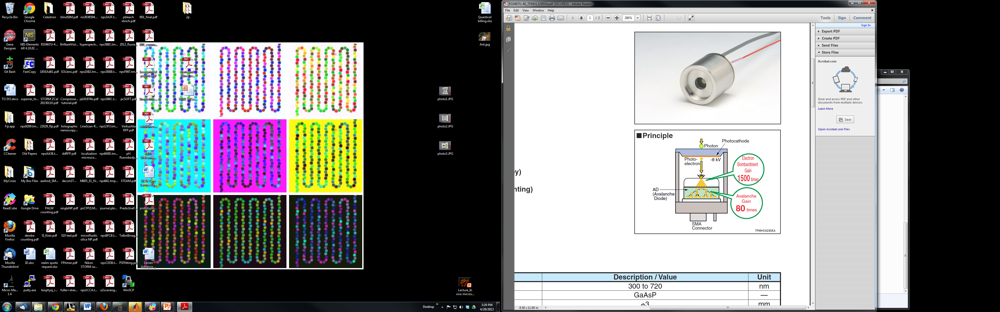 Recycle Bin
Google
Chrome
Celestron
blindSIM.pdf
nn3038594...
nps3A3F.t...
pbleach
stoich.pdf
R01_final.pdf
2p
Quanticel
billing.xlsx
Gene
Designer
NIS-Elements
AR 4.10.01 ...
R10467U-4...
BrilliantViol...
hyperspectr...
nps3B81.tm...
2012_Russe...
R01_comm...
Ant.jpg
Git Bash
FastCopy
185EAd01.pdf
SOLlens.pdf
nps10B2.tm...
nps3BBB.t...
npsF997.tm...
laser printed
peptide.pdf
TO DO.docx
superres_hi...
STORM ZCal
20130110.pdf
Compresse...
tutorial.pdf
ja101974k.pdf
nps5B8C.t...
pcSOFT.pdf
DropletMic...
photo1.JPG
Fiji.app
nps9209.tm...
22029_ftp.pdf
holographic
nanoscopy...
LineScan-R...
nps13F3.tm...
Verkushka
RFP.pdf
schuldiner...
photo2.JPG
CCleaner
Old Papers
npsAA38.t...
ddRFP.pdf
localization
microsco...
nps84BE.tm...
pH
fluorobody...
ABRF
Welcome...
photo3.JPG
MyCores
My Box Files
axelrod_SM...
deconST...
M605_E1_N...
nps661.tmp...
STEAM.pdf
UCSF Core
Service Ag...
ReadCube
Google Drive
PALM
counting.pdf
singleNP.pdf
psCFP2LM...
journal.pbi...
PredictiveF...
prototypin...
Mozilla
Firefox
dendra
counting.pdf
SI_Kner.pdf
S10 text.pdf
microfluidic
silica NP.pdf
npsBFC8.t...
TalbotImag...
Mozilla
Thunderbird
ID.doc
realm quote
request.xlsx
FPtimer.pdf
Nikon
STORM sa...
npsCEDB.t...
PSFfitting.pdf
Larsen
Advance ...
Micro-Ma...
1.4
putty.exe
biophysj_r...
fuller+strai...
nps1CCA.t...
o2scaveng...
WinSCP
Lecture_In
vivo micros...
Desktop
3:29 PM
4/29/2013
R10467U-40_TPMH1329E04.pdf (SECURED) - Adobe Reader
File Edit View Window Help
1 / 2
200%
Tools Sign Comment
Sign In
Export PDF
Create PDF
Send Files
Store Files
Acrobat.com
Store and access PDF and other
documents from multiple devices.
Learn More
Save
Open Acrobat.com Files
■Principle
Photon
Photocathode
Photo-
electron
-8 kV
Electron
Bombardment
Gain
1500 times
AD
(Avalanche
Diode)
Avalanche
Gain
80 times
SMA
Connector
TPMHC0235EA
y)
nting)
Description / Value Unit
300 to 720 nm
GaAsP —
φ3 mm
8.50 x 11.00 in